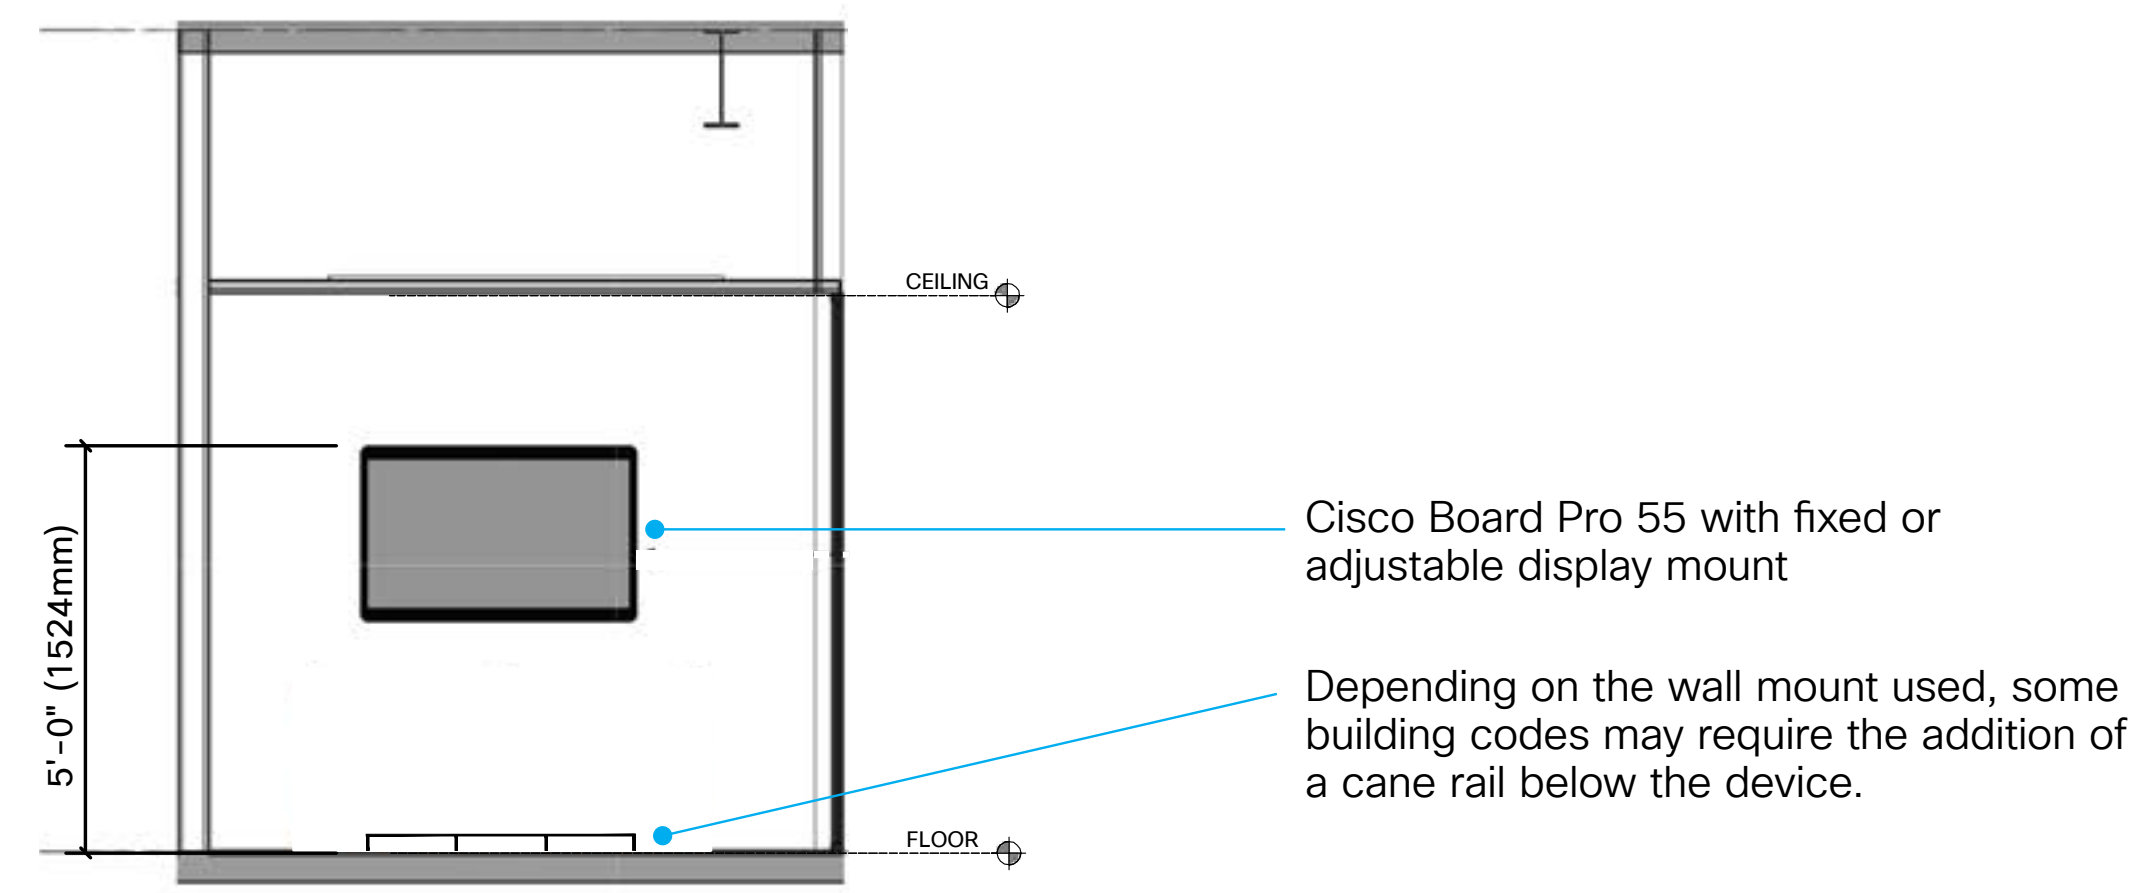 CEILING
5'-0" (1524mm)
Cisco Board Pro 55 with fixed or
adjustable display mount
Depending on the wall mount used, some
building codes may require the addition of
a cane rail below the device.
FLOOR